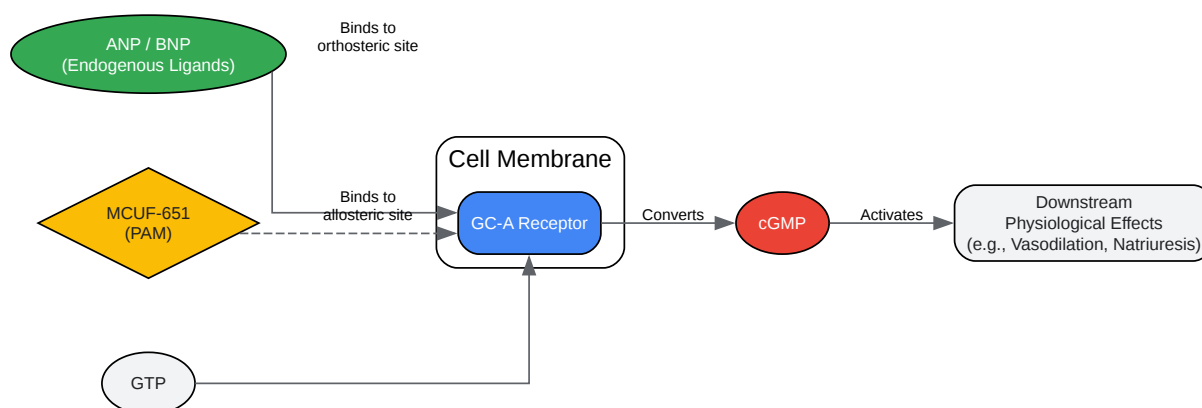 ANP / BNP
(Endogenous Ligands)
Binds to
orthosteric site
Cell Membrane
MCUF-651
(PAM)
Binds to
allosteric site
GC-A Receptor
Converts
cGMP
Activates
Downstream
Physiological Effects
(e.g., Vasodilation, Natriuresis)
GTP